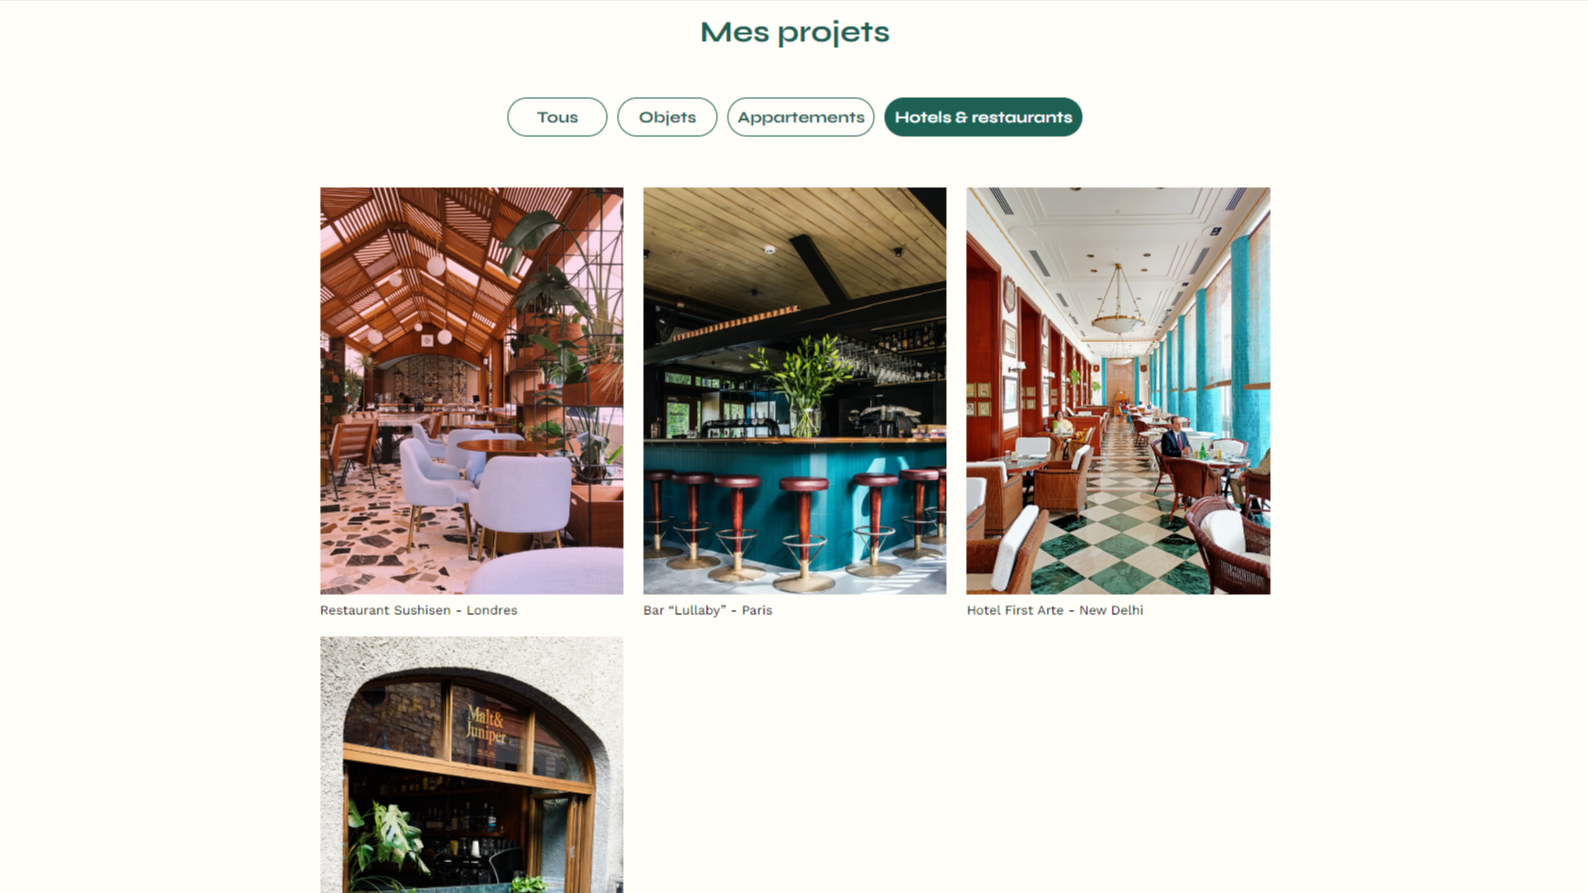 Mes projets
Tous
Objets
Appartements
Hotels & restaurants
Restaurant Sushisen - Londres
Bar “Lullaby” - Paris
Hotel First Arte - New Delhi
Malt&
Juniper